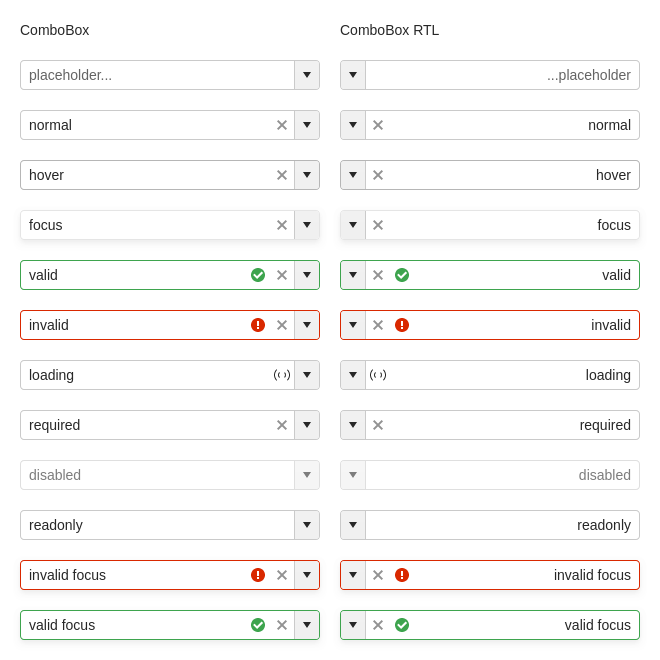 ComboBox
placeholder...
normal
hover
focus
valid
invalid
loading
required
disabled
readonly
invalid focus
valid focus
ComboBox RTL
...placeholder
normal
hover
focus
valid
invalid
loading
required
disabled
readonly
invalid focus
valid focus